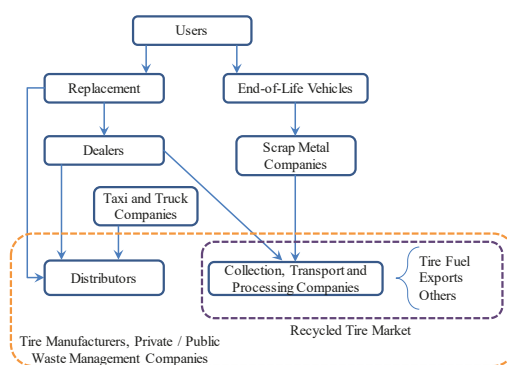 Users
Replacement
End-of-Life Vehicles
Dealers
Scrap Metal
Companies
Taxi and Truck
Companies
Distributors
Collection, Transport and
Processing Companies
Tire Fuel
Exports
Others
Recycled Tire Market
Tire Manufacturers, Private / Public
Waste Management Companies